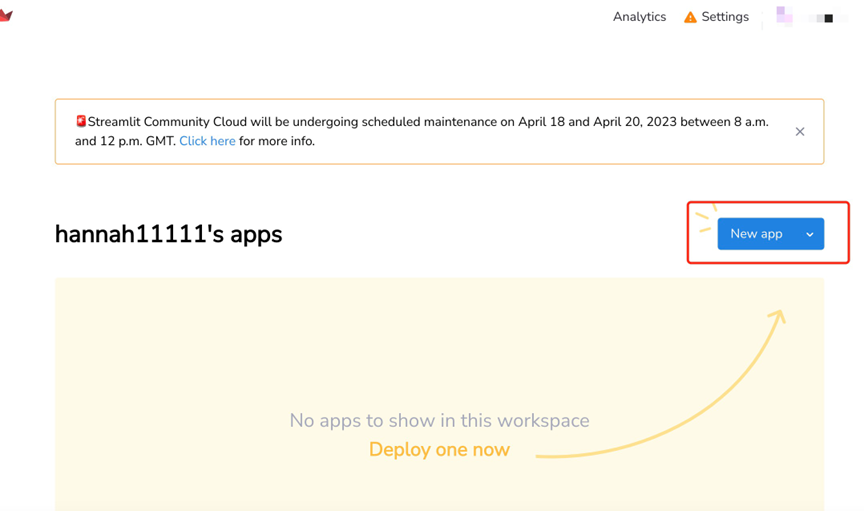 Analytics Settings
🚨Streamlit Community Cloud will be undergoing scheduled maintenance on April 18 and April 20, 2023 between 8 a.m.
and 12 p.m. GMT. Click here for more info.
hannah11111's apps
New app
No apps to show in this workspace
Deploy one now